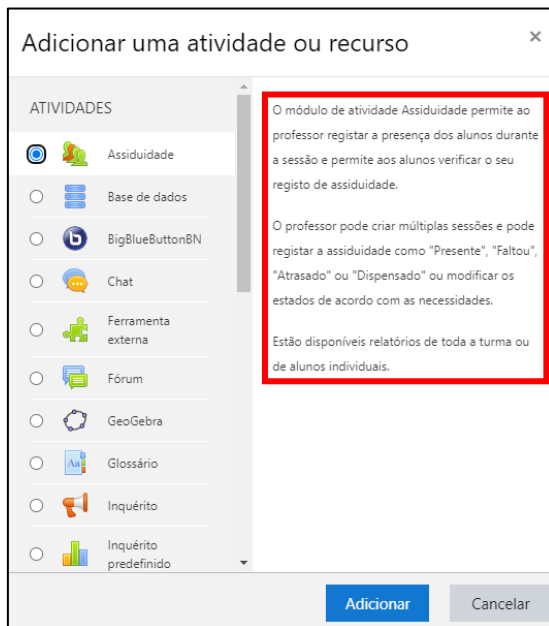 Adicionar uma atividade ou recurso
×
ATIVIDADES
Assiduidade
Base de dados
BigBlueButtonBN
Chat
Ferramenta
externa
Fórum
GeoGebra
Glossário
Inquérito
Inquérito
predefinido
O módulo de atividade Assiduidade permite ao
professor registar a presença dos alunos durante
a sessão e permite aos alunos verificar o seu
registo de assiduidade.
O professor pode criar múltiplas sessões e pode
registar a assiduidade como "Presente", "Faltou",
"Atrasado" ou "Dispensado" ou modificar os
estados de acordo com as necessidades.
Estão disponíveis relatórios de toda a turma ou
de alunos individuais.
Adicionar
Cancelar